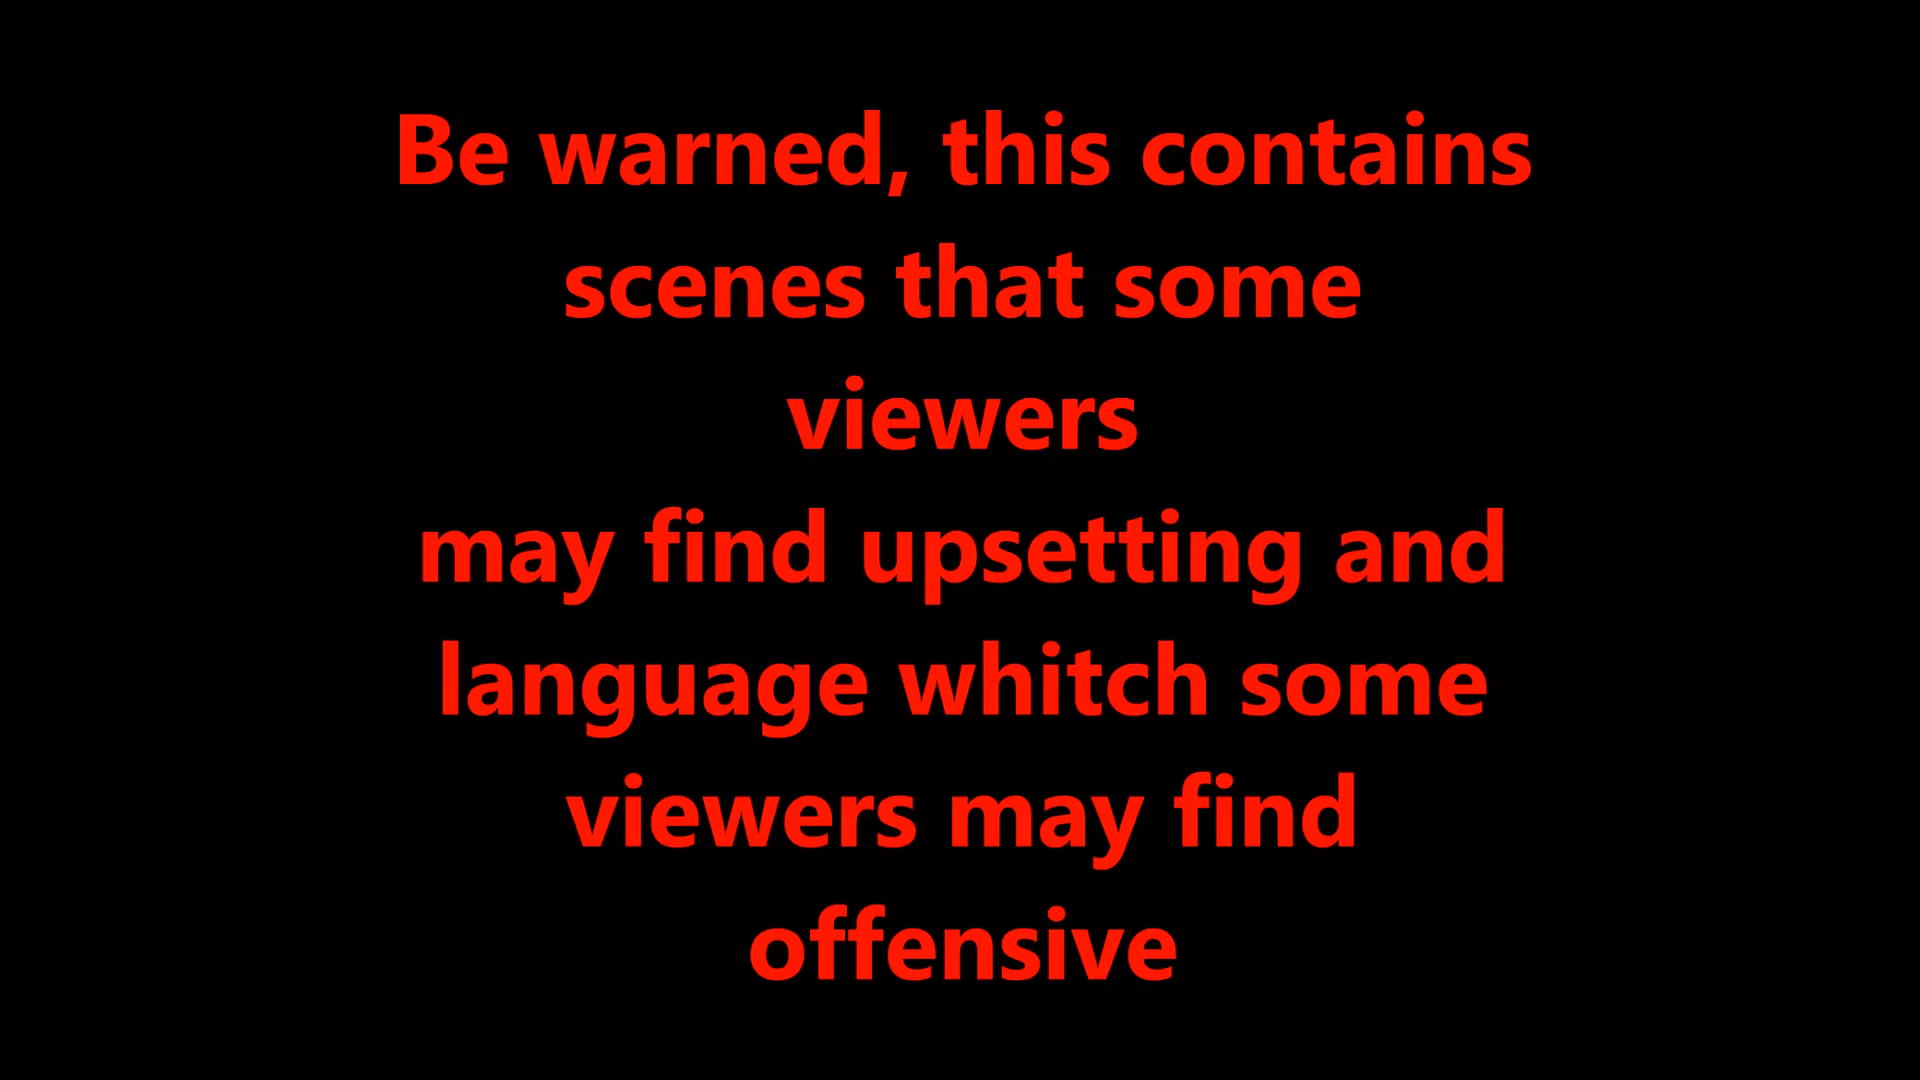 Be warned, this contains
scenes that some
viewers
may find upsetting and
language whitch some
viewers may find
offensive